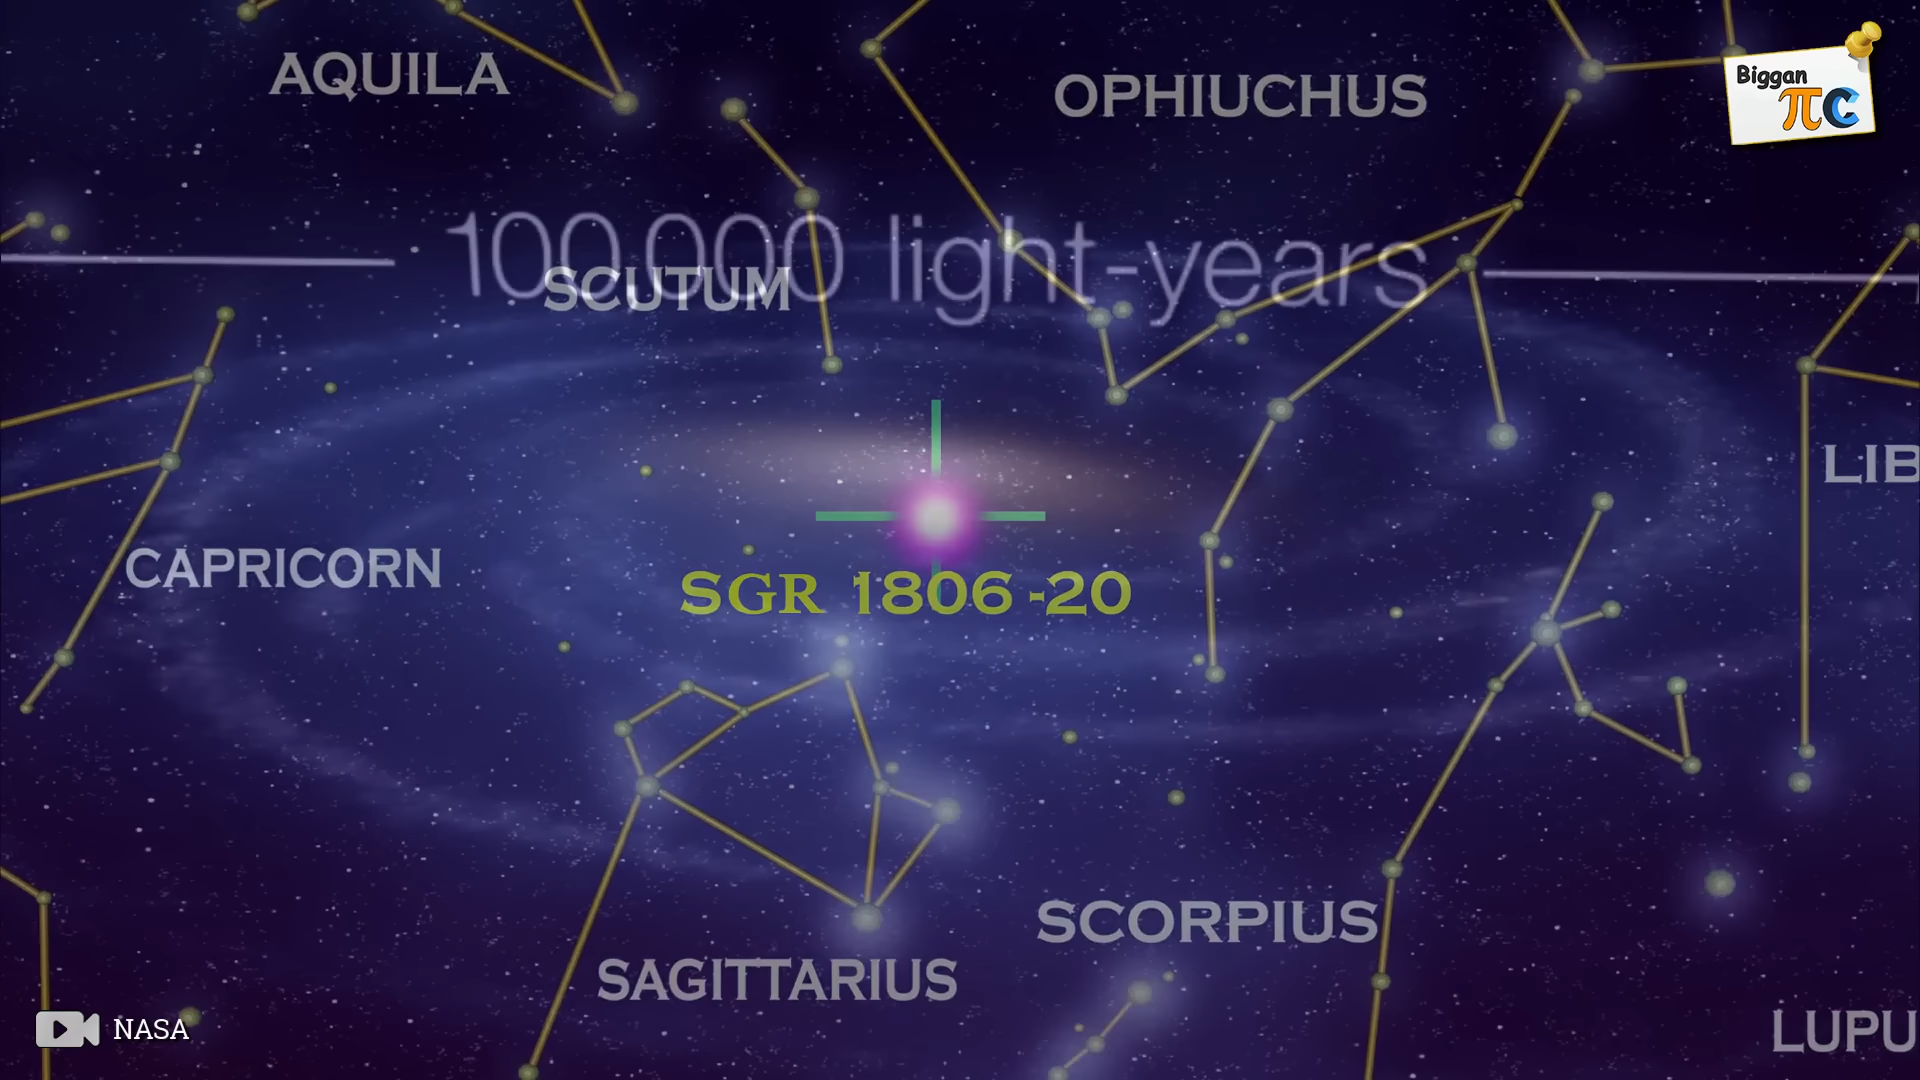 AQUILA
OPHIUCHUS
Biggan
πC
100,000 light-years
SCUTUM
LIB
CAPRICORN
SGR 1806-20
SCORPIUS
SAGITTARIUS
NASA
LUPU